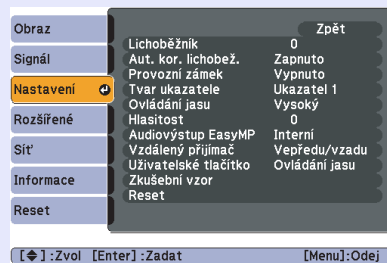 Obraz
Signál
Nastavení
Rozšířené
Síť
Informace
Reset
Zpět
Lichoběžník 0
Aut. kor. lichobež. Zapnuto
Provozní zámek Vypnuto
Tvar ukazatele Ukazatel 1
Ovládání jasu Vysoký
Hlasitost 0
Audiovýstup EasyMP Interní
Vzdálený přijímač Vepředu/vzadu
Uživatelské tlačítko Ovládání jasu
Zkušební vzor
Reset
[◆]:Zvol [Enter]:Zadat [Menu]:Odej